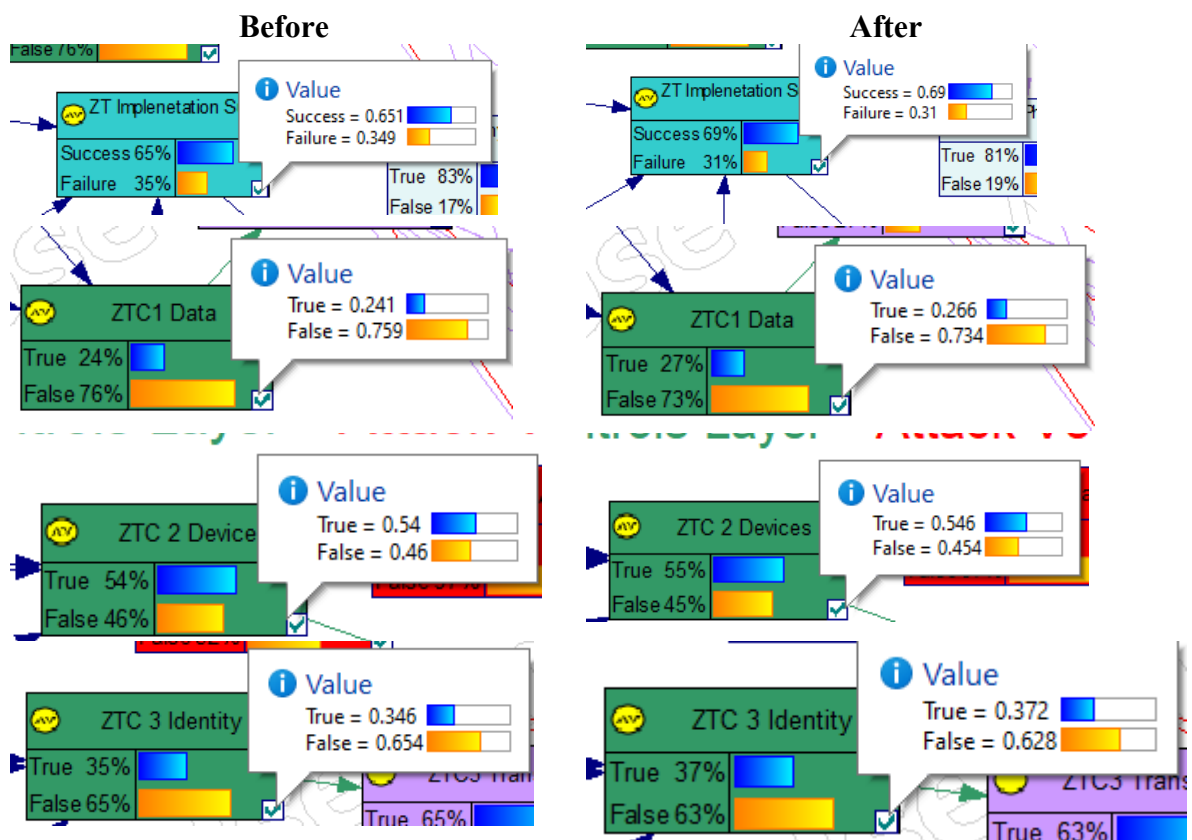 Before
After
False 76%
Value
Success = 0.651
Failure = 0.349
ZT Implenetation S
Success 65%
Failure 35%
True 83%
False 17%
Value
Success = 0.69
Failure = 0.31
ZT Implenetation S
Success 69%
Failure 31%
True 81%
False 19%
Value
True = 0.241
False = 0.759
ZTC1 Data
True 24%
False 76%
Value
True = 0.266
False = 0.734
ZTC1 Data
True 27%
False 73%
Value
True = 0.54
False = 0.46
ZTC 2 Device
True 54%
False 46%
Value
True = 0.546
False = 0.454
ZTC 2 Devices
True 55%
False 45%
Value
True = 0.346
False = 0.654
ZTC 3 Identity
True 35%
False 65%
ZTC3 Tran
True 65%
Value
True = 0.372
False = 0.628
ZTC 3 Identity
True 37%
False 63%
ZTC3 Trans
True 63%